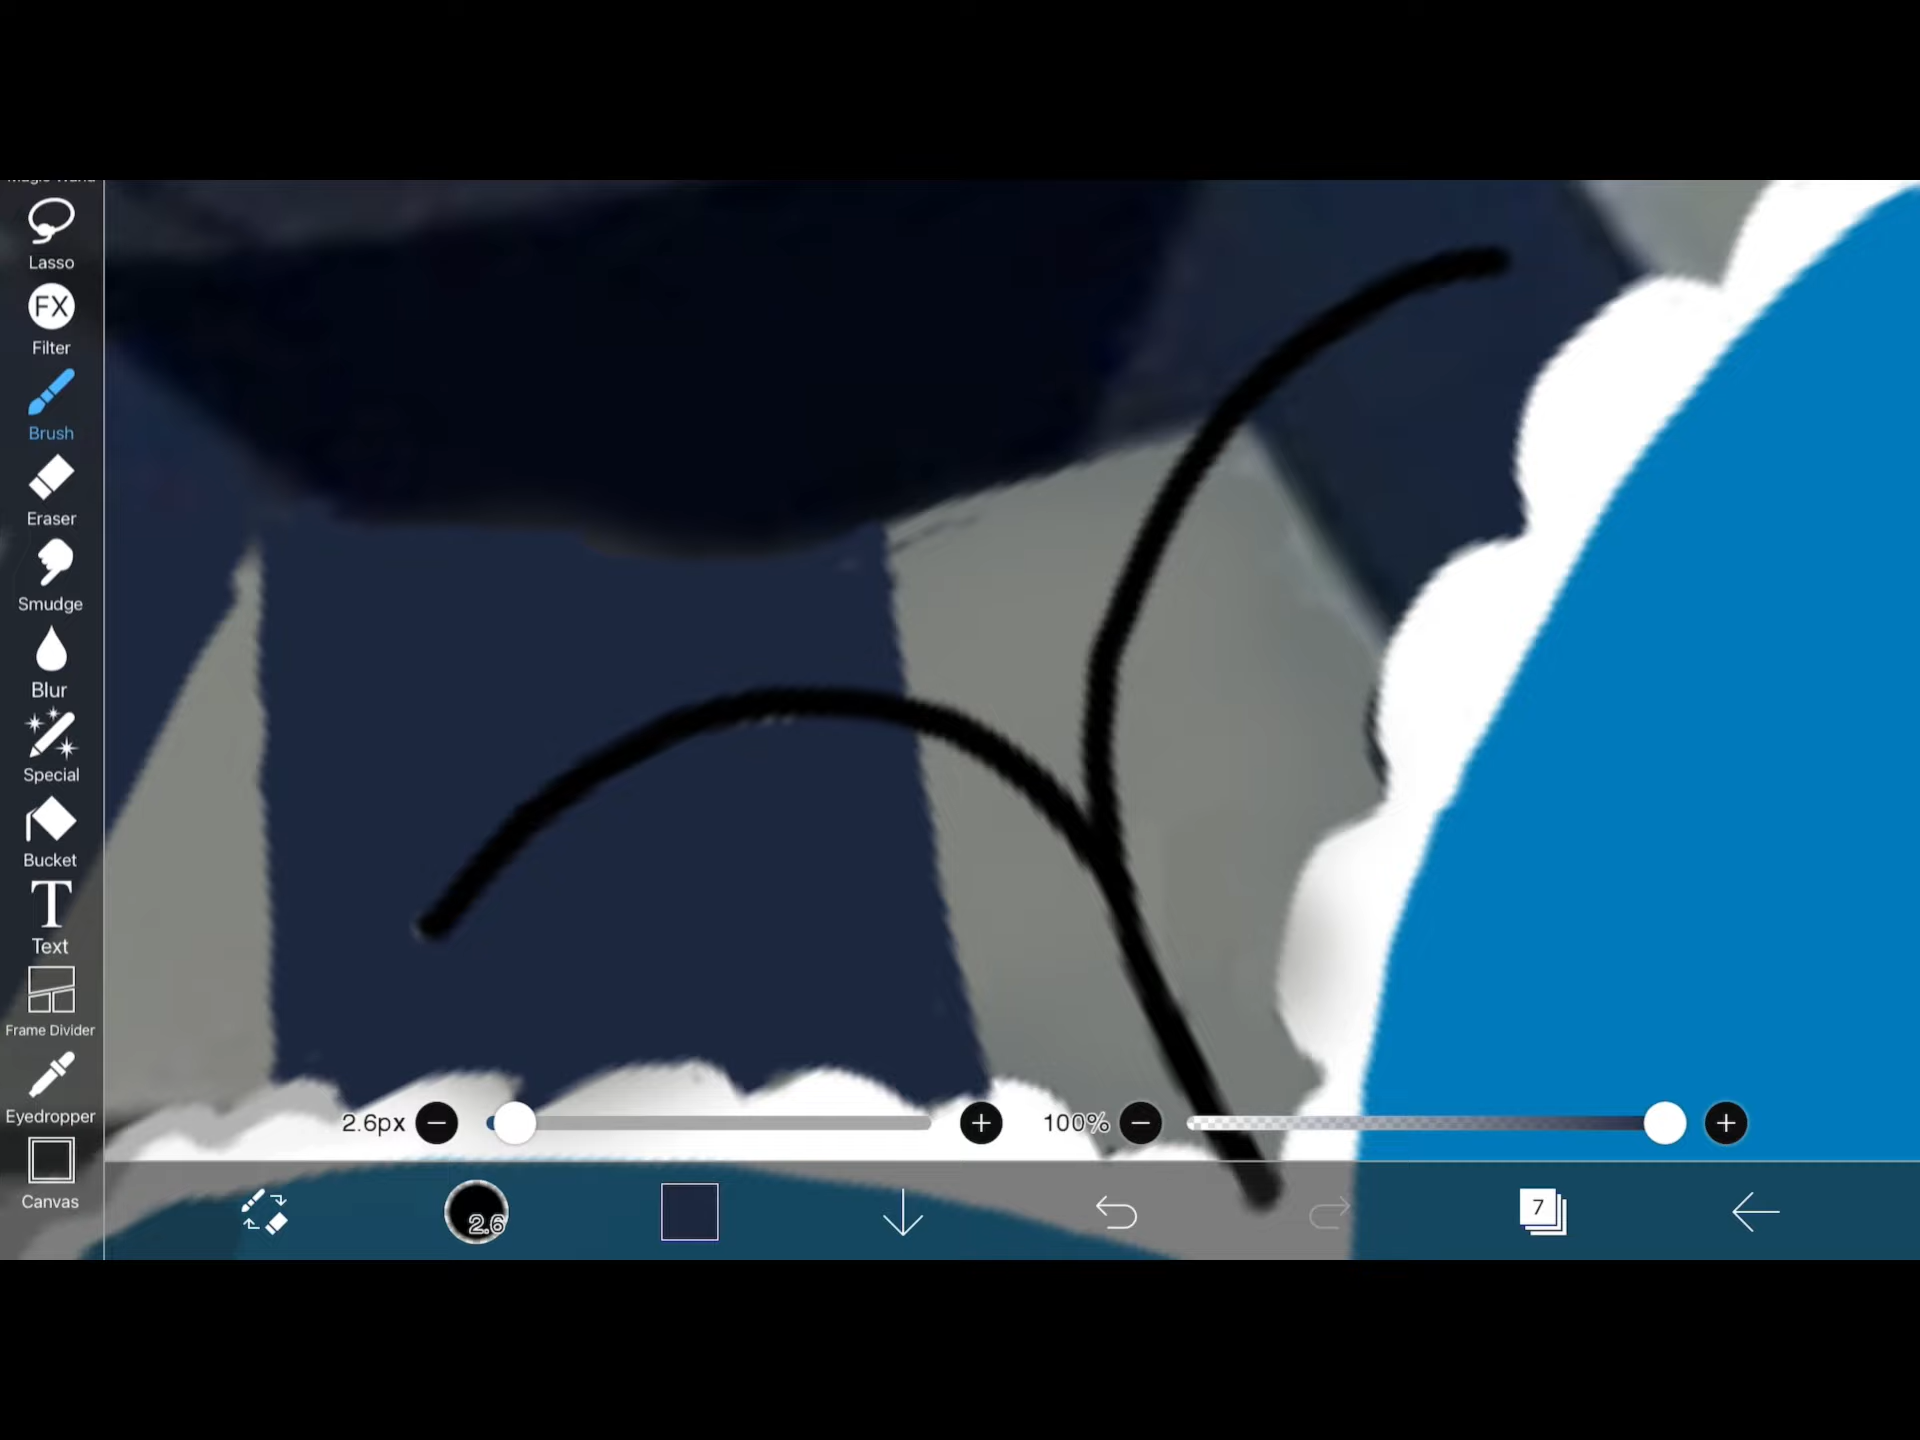 Lasso
FX
Filter
Brush
Eraser
Smudge
Blur
Special
Bucket
T
Text
Frame Divider
Eyedropper
Canvas
2.6px
100%
2.6
7